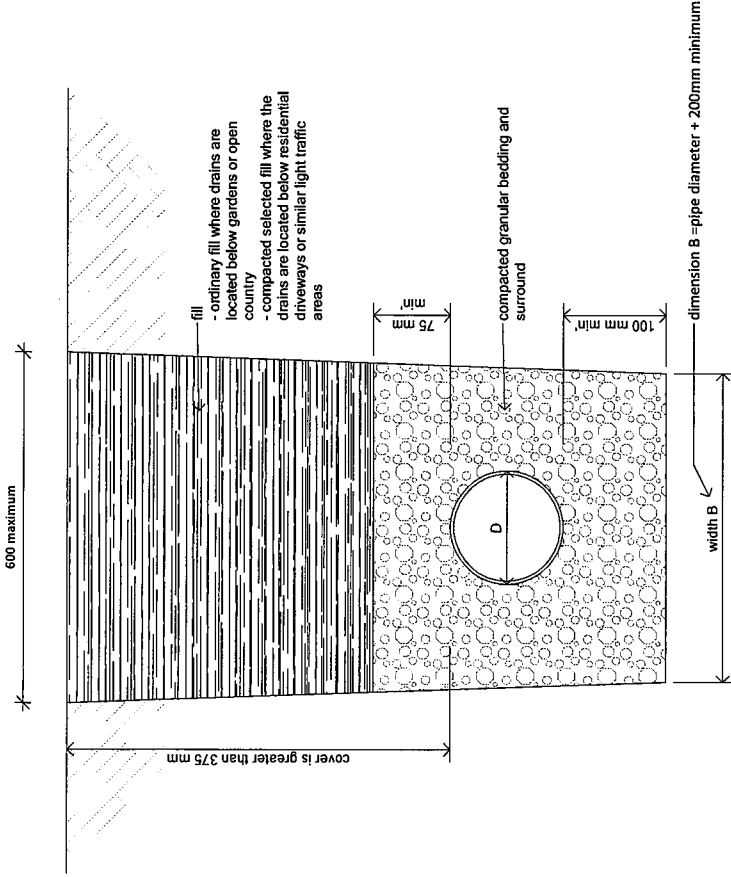 600 maximum
fill
- ordinary fill where drains are
located below gardens or open
country
- compacted selected fill where the
drains are located below residential
driveways or similar light traffic
areas
75 mm
min'
cover is greater than 375 mm
compacted granular bedding and
surround
D
100 mm min'
width B
dimension B =pipe diameter + 200mm minimum